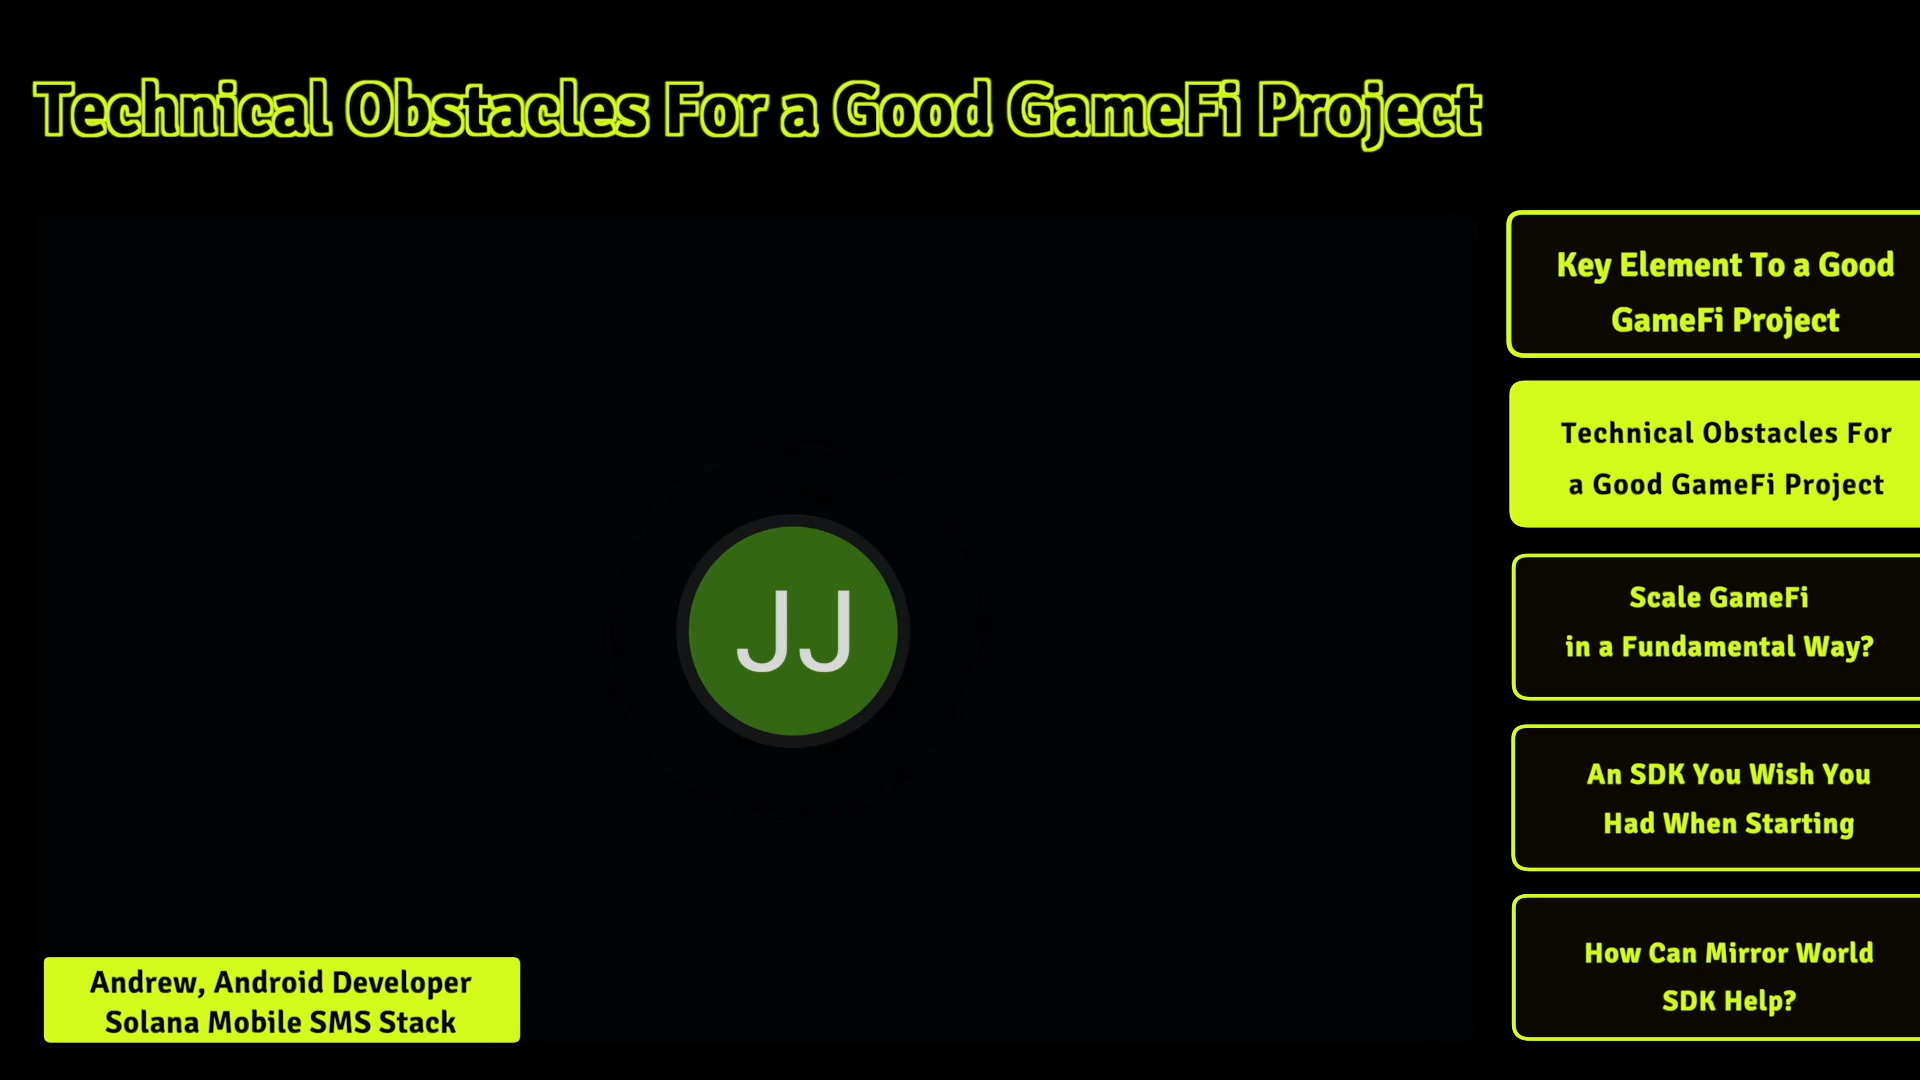 Technical Obstacles For a Good GameFi Project
Key Element To a Good
GameFi Project
Technical Obstacles For
a Good GameFi Project
Scale GameFi
in a Fundamental Way?
JJ
An SDK You Wish You
Had When Starting
How Can Mirror World
SDK Help?
Andrew, Android Developer
Solana Mobile SMS Stack